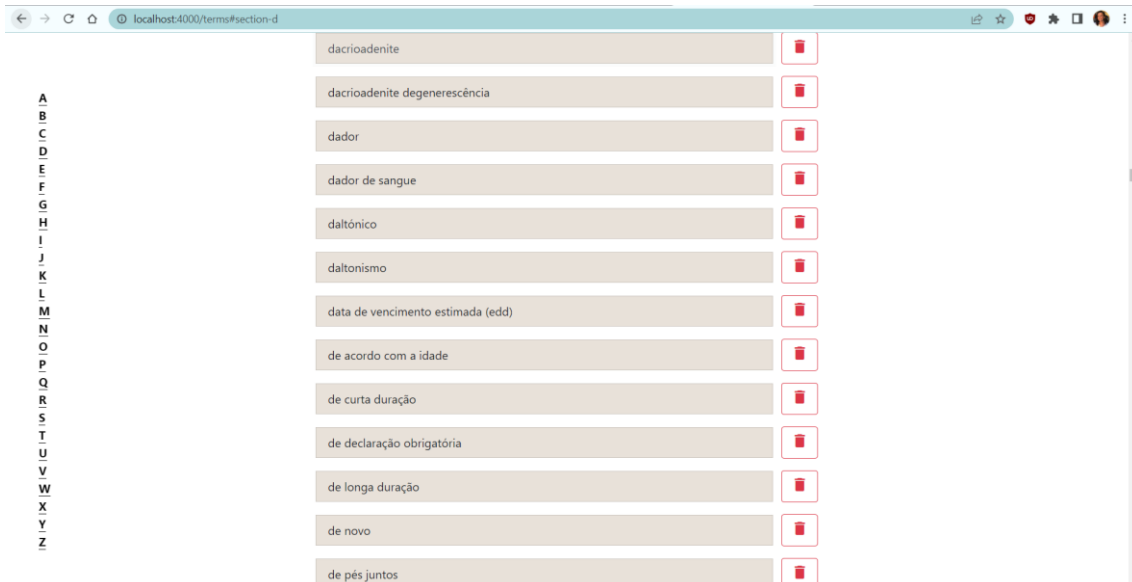 localhost:4000/terms#section-d
A
B
C
D
E
F
G
H
I
J
K
L
M
N
O
P
Q
R
S
T
U
V
W
X
Y
Z
dacrioadenite
dacrioadenite degenerescência
dador
dador de sangue
daltónico
daltonismo
data de vencimento estimada (edd)
de acordo com a idade
de curta duração
de declaração obrigatória
de longa duração
de novo
de pés juntos